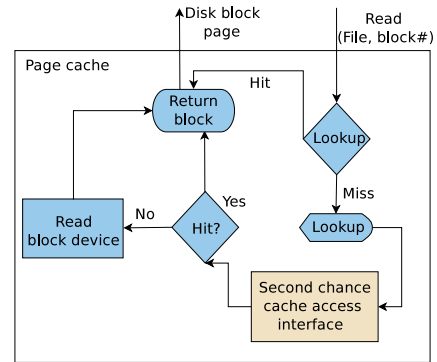 Disk block
page
Read
(File, block#)
Page cache
Hit
Return
block
Lookup
Miss
Yes
Read
block device
No
Hit?
Lookup
Second chance
cache access
interface